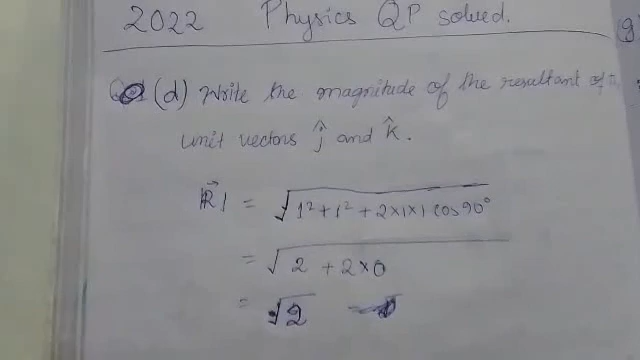 2022 Physics QP solved.
(d) Write the magnitude of the resultant of
unit vectors ĵ and k̂.
|R⃗| = √1² + 1² + 2×1×1 cos 90°
= √2 + 2×0
= √2